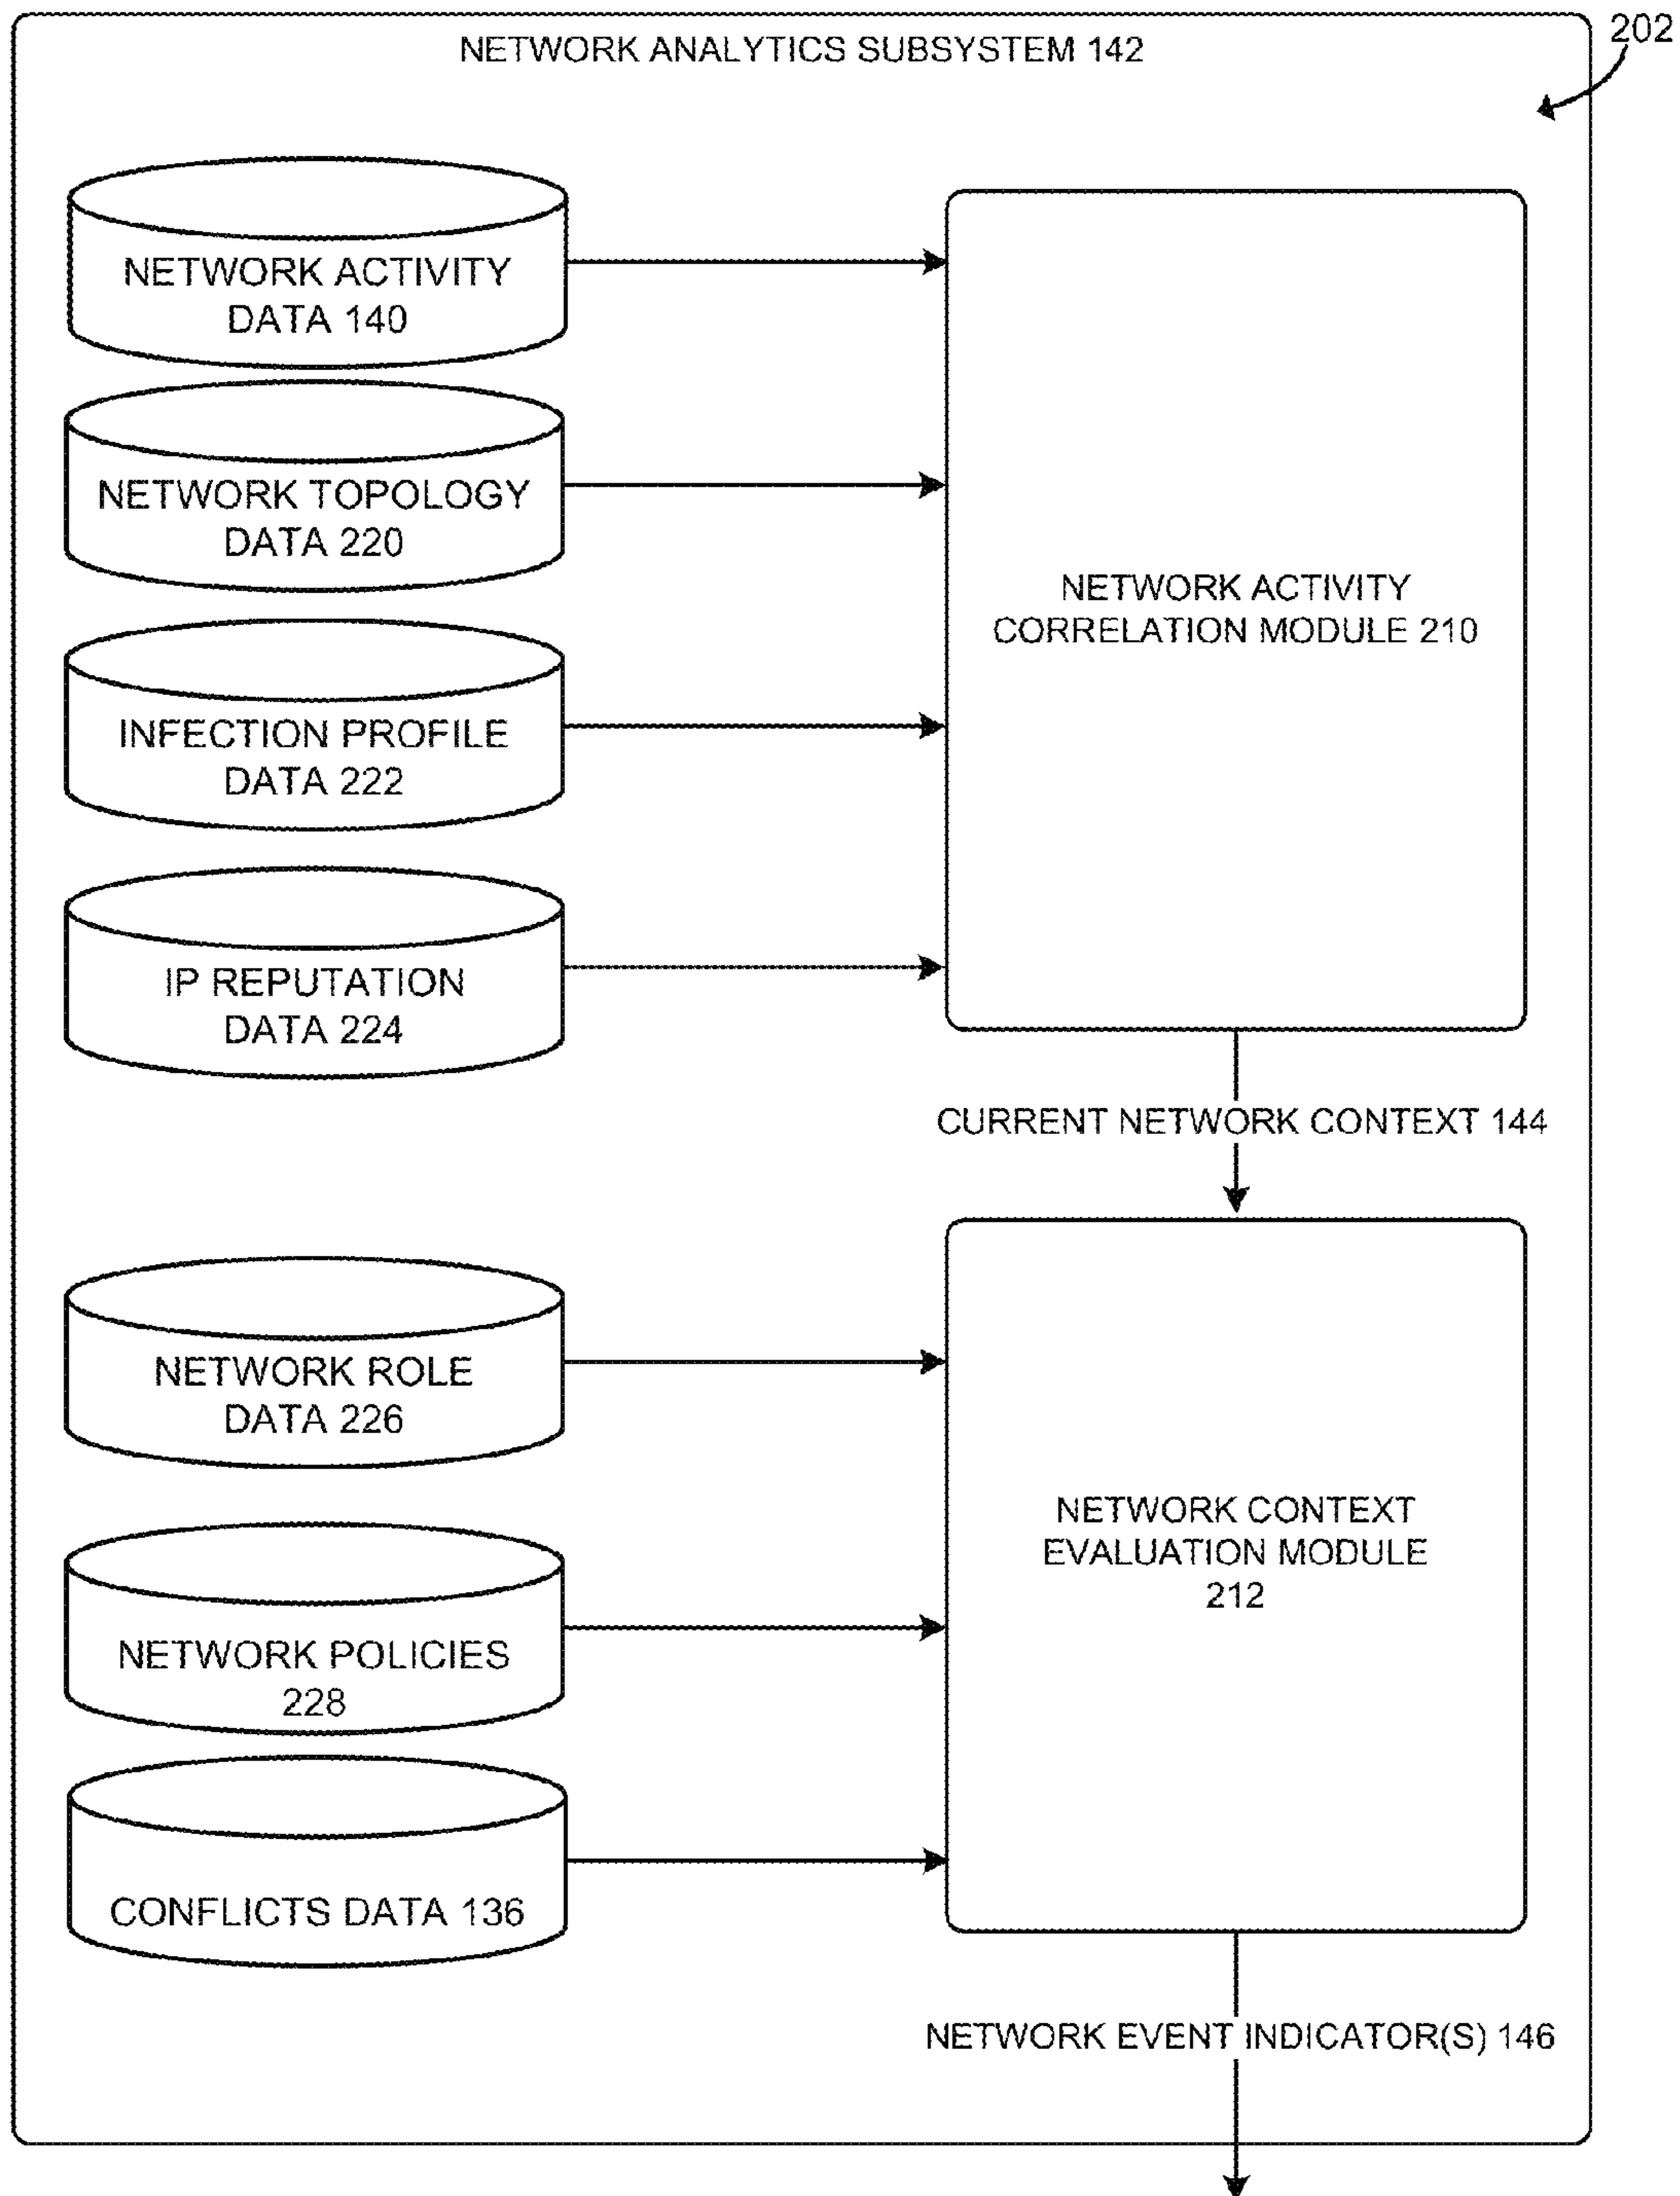 NETWORK ANALYTICS SUBSYSTEM 142
202
NETWORK ACTIVITY
DATA 140
NETWORK TOPOLOGY
DATA 220
INFECTION PROFILE
DATA 222
IP REPUTATION
DATA 224
NETWORK ACTIVITY
CORRELATION MODULE 210
CURRENT NETWORK CONTEXT 144
NETWORK ROLE
DATA 226
NETWORK POLICIES
228
CONFLICTS DATA 136
NETWORK CONTEXT
EVALUATION MODULE
212
NETWORK EVENT INDICATOR(S) 146